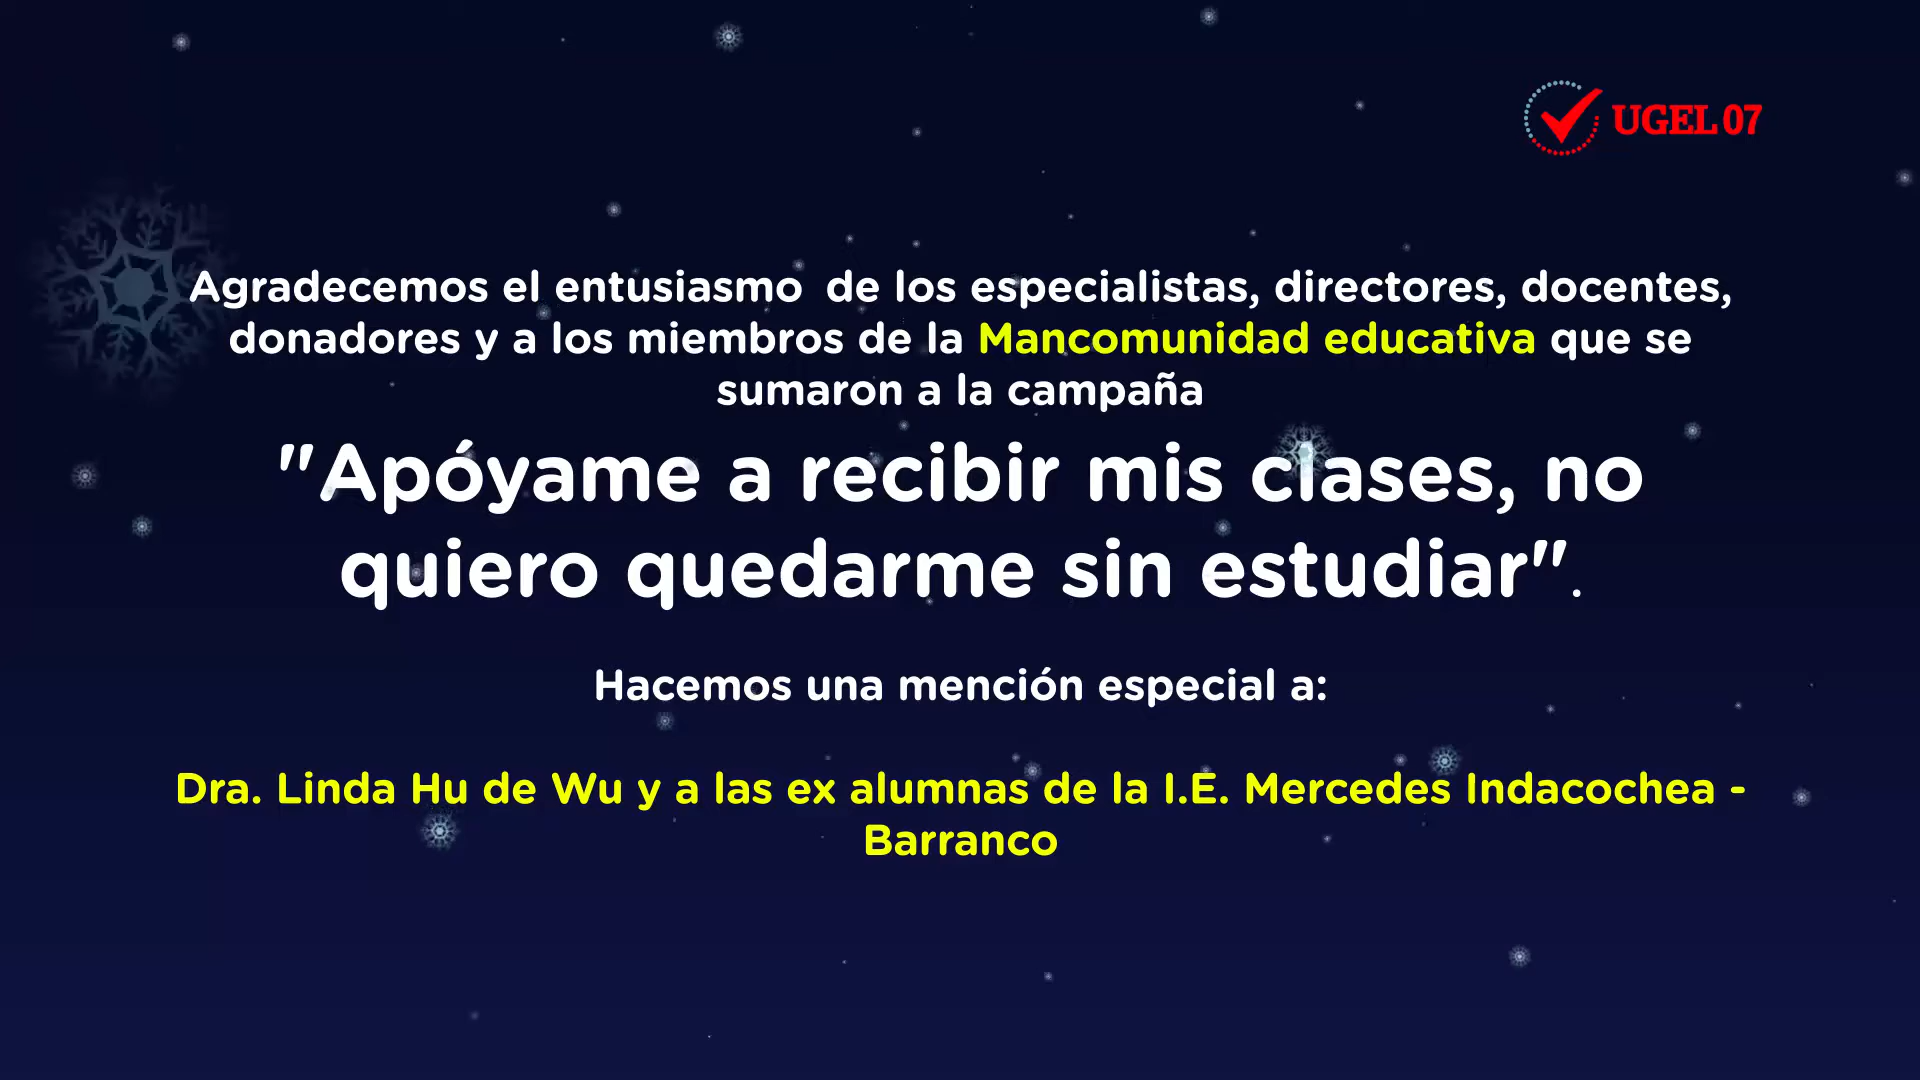 UGEL 07
Agradecemos el entusiasmo de los especialistas, directores, docentes,
donadores y a los miembros de la Mancomunidad educativa que se
sumaron a la campaña
"Apóyame a recibir mis clases, no
quiero quedarme sin estudiar".
Hacemos una mención especial a:
Dra. Linda Hu de Wu y a las ex alumnas de la I.E. Mercedes Indacochea -
Barranco